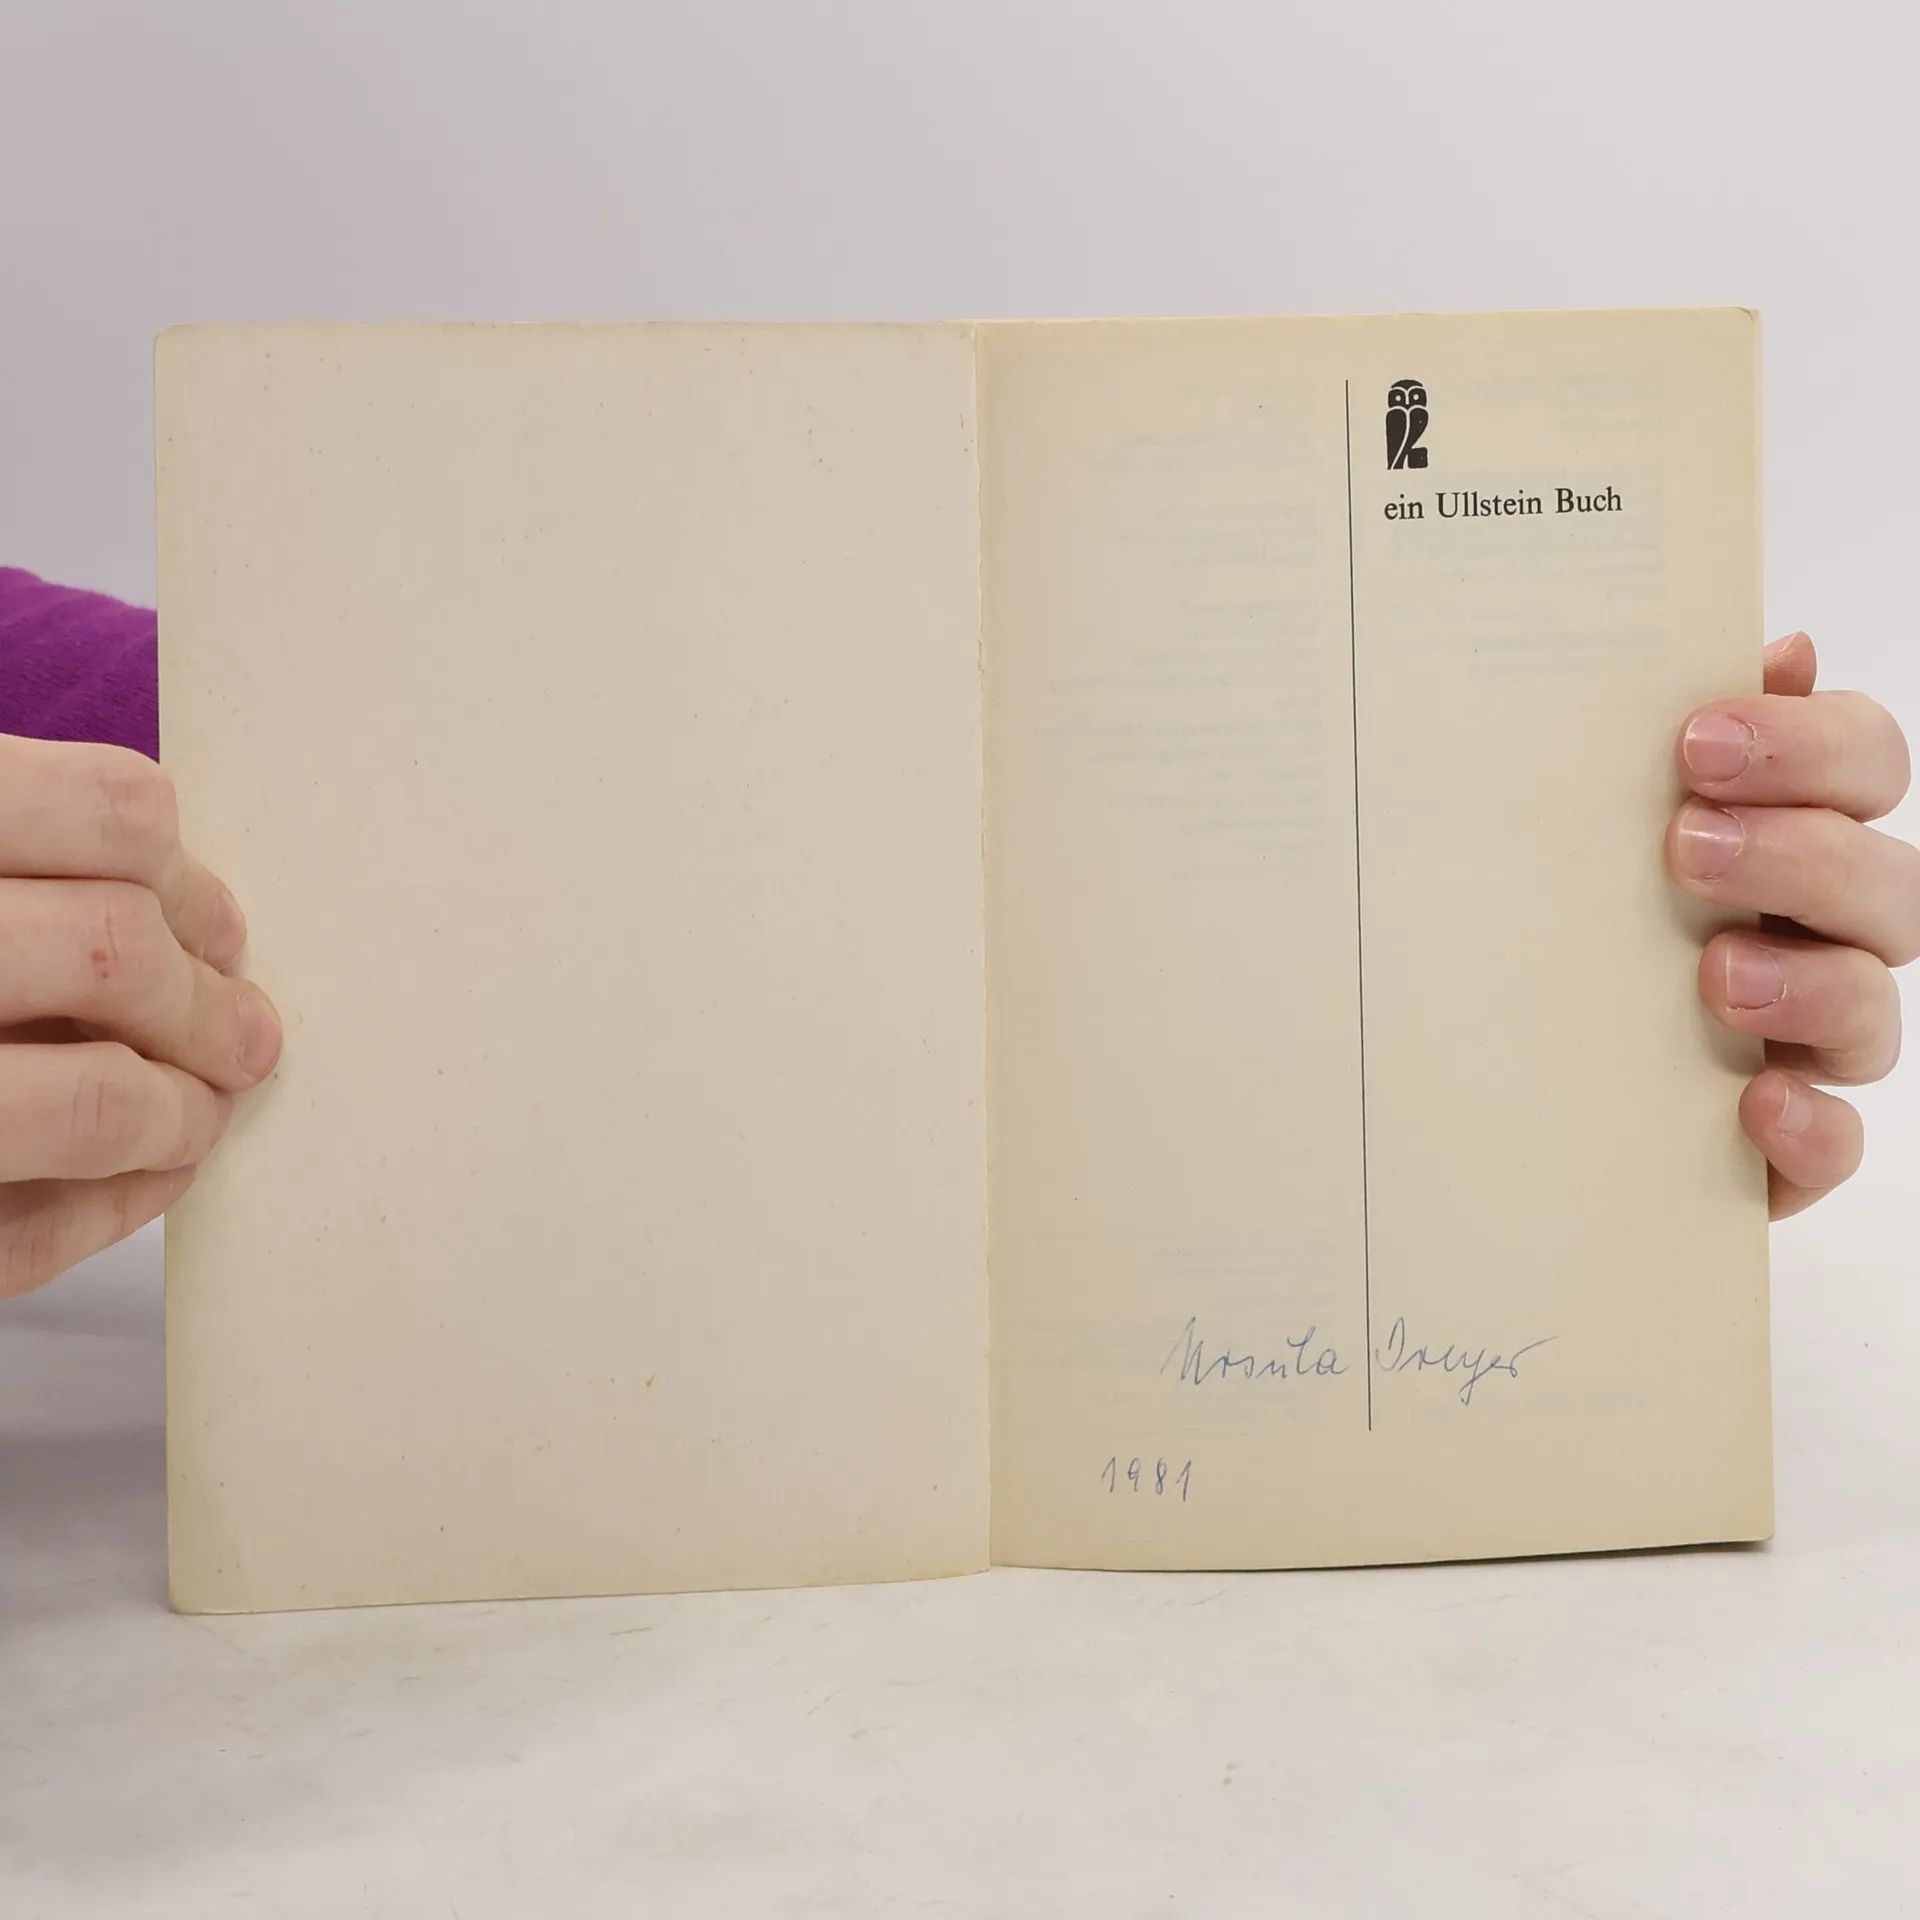 ein Ullstein Buch
Ursula Dreyer
1981